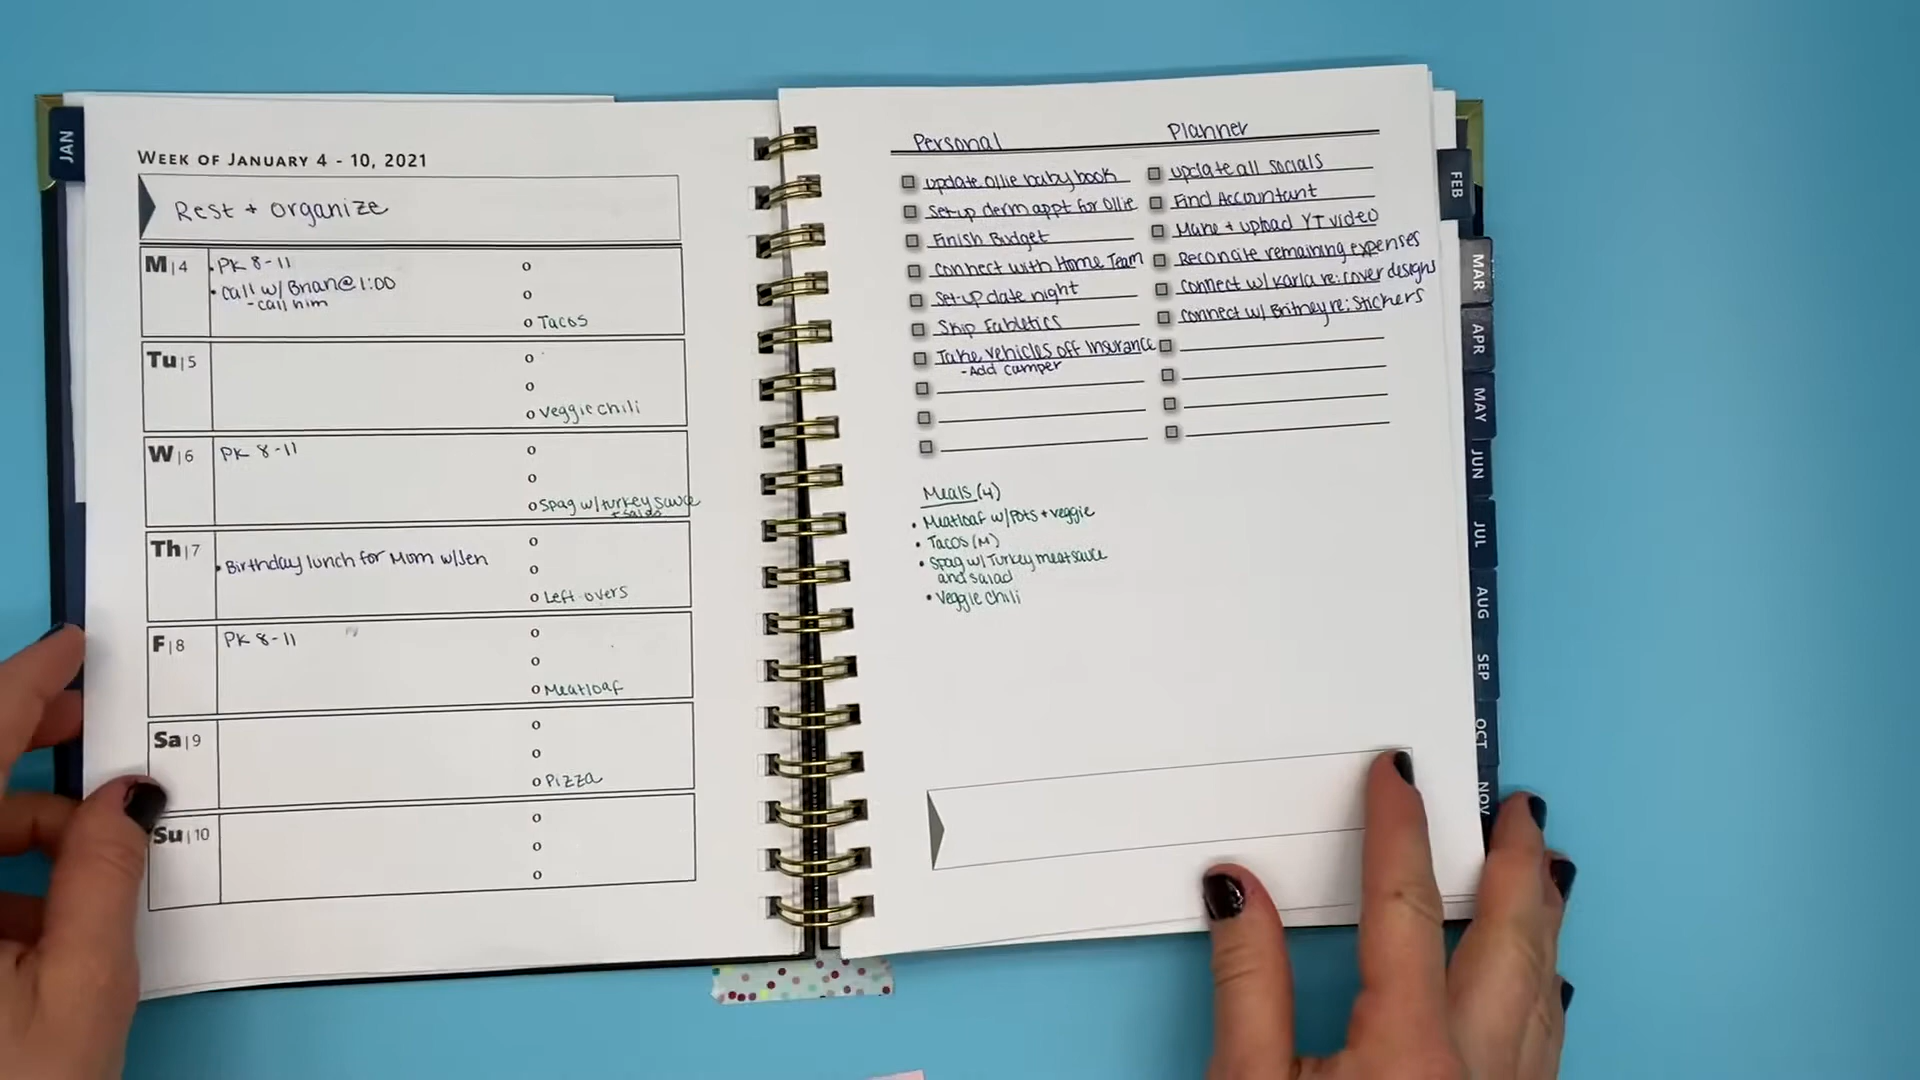 JAN
WEEK OF JANUARY 4 - 10, 2021
Rest + organize
M|4
• PK 8-11
• Call w/ Brian@1:00
- call him
o Tacos
Tu|5
o Veggie chili
W|6
PK 8-11
o Spag w/turkey sauce
+ salad
Th|7
• Birthday lunch for Mom w/Jen
o Left overs
F|8
PK 8-11
o Meatloaf
Sa|9
o Pizza
Su|10
Personal
update ollie baby book
Set up derm appt for Ollie
Finish Budget
Connect with Home Team
Set-up date night
Skip Fabletics
Take vehicles off Insurance
- Add camper
Planner
update all socials
Find Accountant
Make + upload YT video
Reconcile remaining expenses
Connect w/ Karla re: cover designs
Connect w/ Britney re: Stickers
Meals (4)
• Meatloaf w/pots + veggie
• Tacos (M)
• Spag w/ Turkey meatsauce
and salad
• Veggie Chili
FEB
MAR
APR
MAY
JUN
JUL
AUG
SEP
OCT
NOV